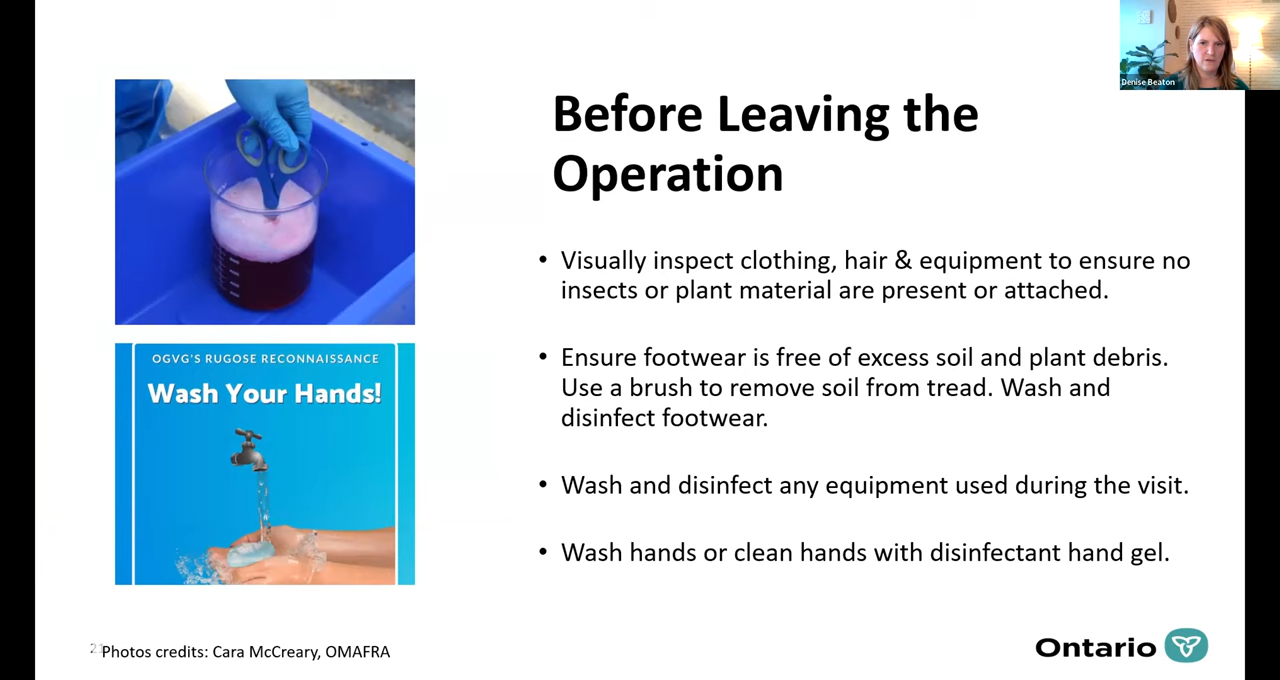 Denise Beaton
Before Leaving the
Operation
• Visually inspect clothing, hair & equipment to ensure no
insects or plant material are present or attached.
• Ensure footwear is free of excess soil and plant debris.
Use a brush to remove soil from tread. Wash and
disinfect footwear.
• Wash and disinfect any equipment used during the visit.
• Wash hands or clean hands with disinfectant hand gel.
OGVG'S RUGOSE RECONNAISSANCE
Wash Your Hands!
21
Photos credits: Cara McCreary, OMAFRA
Ontario